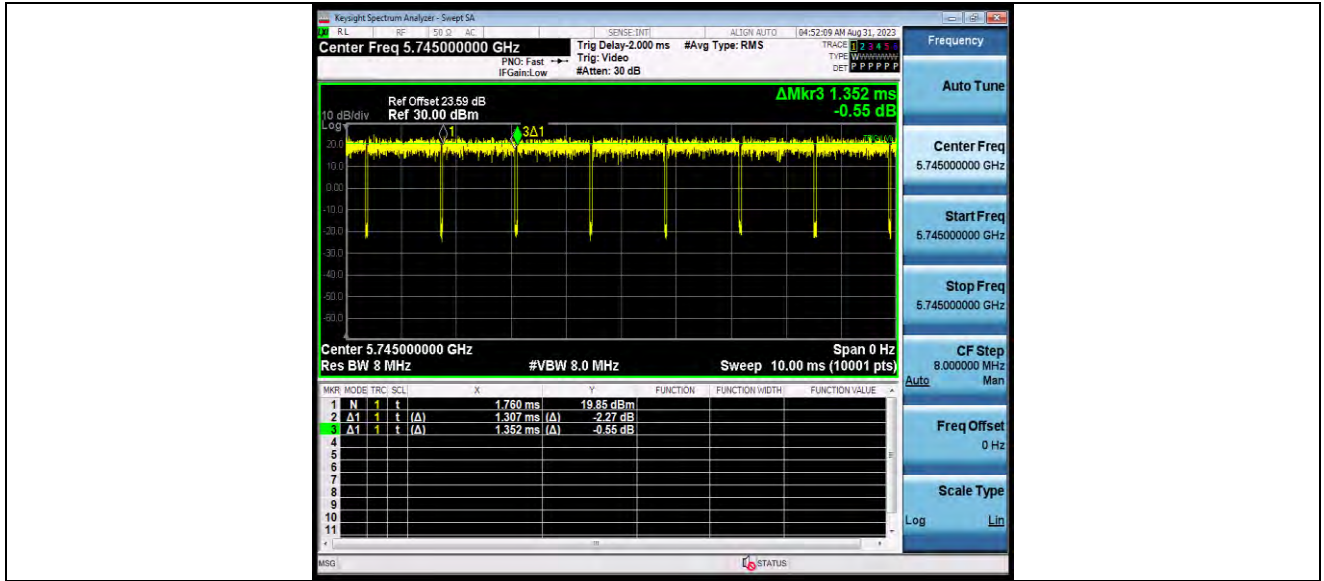 Keysight Spectrum Analyzer - Swept SA
RL RF 50 Ω AC SENSE:INT ALIGN AUTO 04:52:09 AM Aug 31, 2023
Center Freq 5.745000000 GHz
PNO: Fast
IFGain:Low
Trig Delay-2.000 ms
Trig: Video
#Atten: 30 dB
#Avg Type: RMS
TRACE 1 2 3 4 5 6
TYPE W
DET P P P P P P
ΔMkr3 1.352 ms
-0.55 dB
Ref Offset 23.59 dB
10 dB/div Ref 30.00 dBm
Log
1
3Δ1
20.0
10.0
0.00
-10.0
-20.0
-30.0
-40.0
-50.0
-60.0
Center 5.745000000 GHz Span 0 Hz
Res BW 8 MHz #VBW 8.0 MHz Sweep 10.00 ms (10001 pts)
MKR MODE TRC SCL X Y FUNCTION FUNCTION WIDTH FUNCTION VALUE
1 N 1 t 1.760 ms 19.85 dBm
2 Δ1 1 t (Δ) 1.307 ms (Δ) -2.27 dB
3 Δ1 1 t (Δ) 1.352 ms (Δ) -0.55 dB
4
5
6
7
8
9
10
11
MSG STATUS
Frequency
Auto Tune
Center Freq
5.745000000 GHz
Start Freq
5.745000000 GHz
Stop Freq
5.745000000 GHz
CF Step
8.000000 MHz
Auto Man
Freq Offset
0 Hz
Scale Type
Log Lin